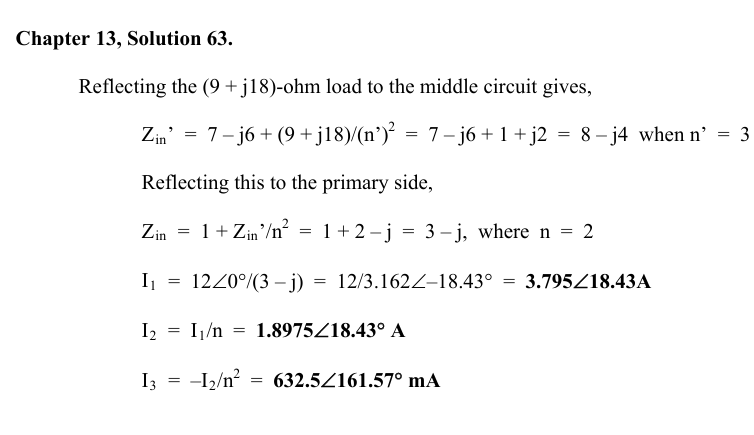 Chapter 13, Solution 63.
Reflecting the (9 + j18)-ohm load to the middle circuit gives,
Zin’ = 7 – j6 + (9 + j18)/(n’)² = 7 – j6 + 1 + j2 = 8 – j4 when n’ = 3
Reflecting this to the primary side,
Zin = 1 + Zin’/n² = 1 + 2 – j = 3 – j, where n = 2
I₁ = 12∠0°/(3 – j) = 12/3.162∠–18.43° = 3.795∠18.43A
I₂ = I₁/n = 1.8975∠18.43° A
I₃ = –I₂/n² = 632.5∠161.57° mA